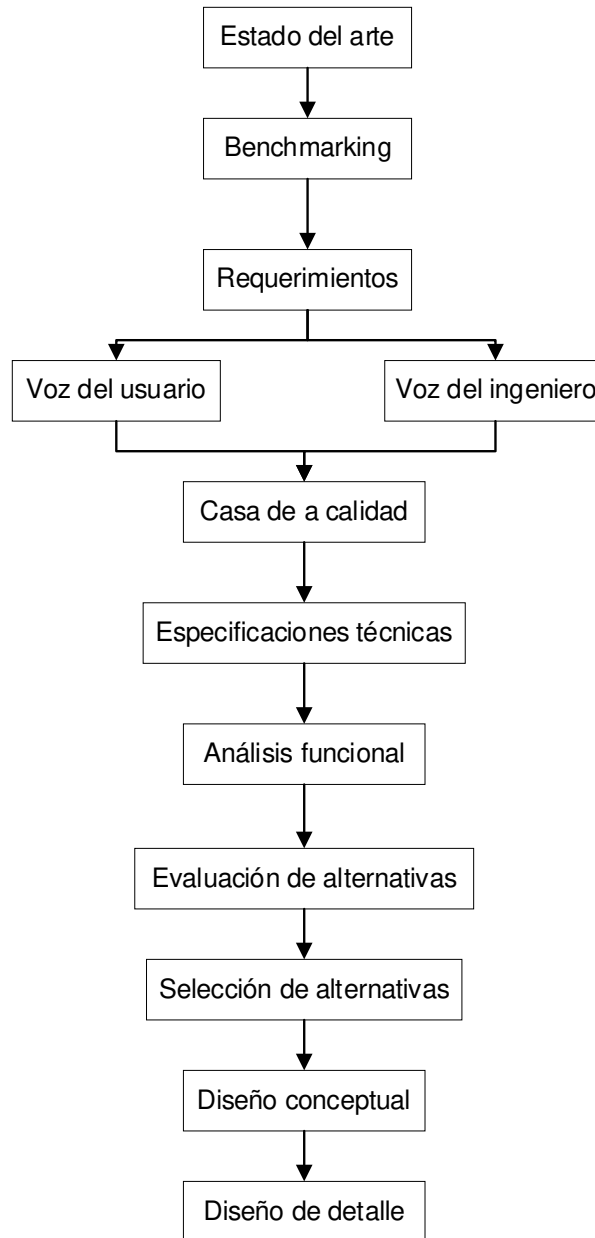 Estado del arte
Benchmarking
Requerimientos
Voz del usuario
Voz del ingeniero
Casa de a calidad
Especificaciones técnicas
Análisis funcional
Evaluación de alternativas
Selección de alternativas
Diseño conceptual
Diseño de detalle